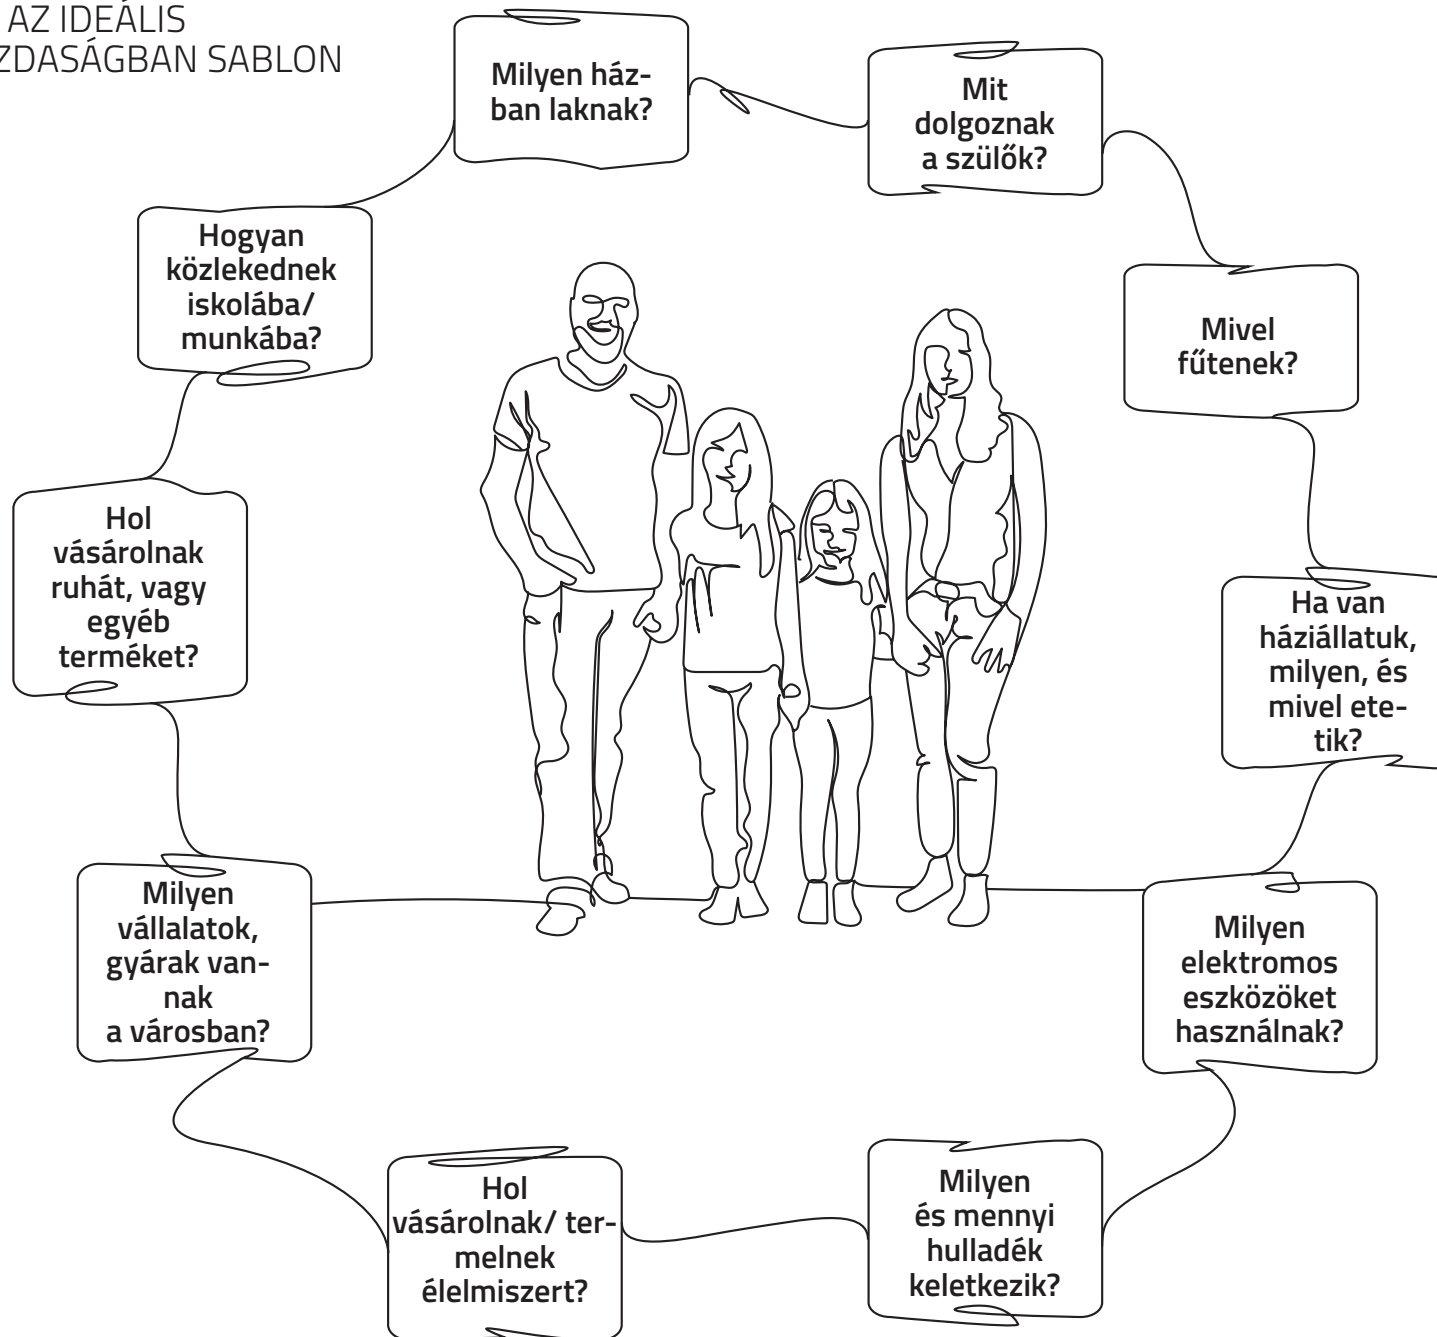 AZ IDEÁLIS
ZDASÁGBAN SABLON
Milyen ház-
ban laknak?
Mit
dolgoznak
a szülők?
Hogyan
közlekednek
iskolába/
munkába?
Mivel
fűtenek?
Hol
vásárolnak
ruhát, vagy
egyéb
terméket?
Ha van
háziállatuk,
milyen, és
mivel ete-
tik?
Milyen
vállalatok,
gyárak van-
nak
a városban?
Milyen
elektromos
eszközöket
használnak?
Hol
vásárolnak/ ter-
melnek
élelmiszert?
Milyen
és mennyi
hulladék
keletkezik?